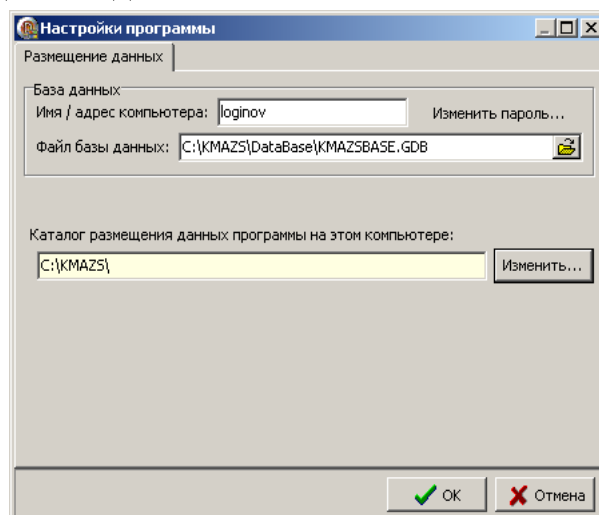 Настройки программы
Размещение данных
База данных
Имя / адрес компьютера: loginov Изменить пароль...
Файл базы данных: C:\KMAZS\DataBase\KMAZSBASE.GDB
Каталог размещения данных программы на этом компьютере:
C:\KMAZS\ Изменить...
OK Отмена